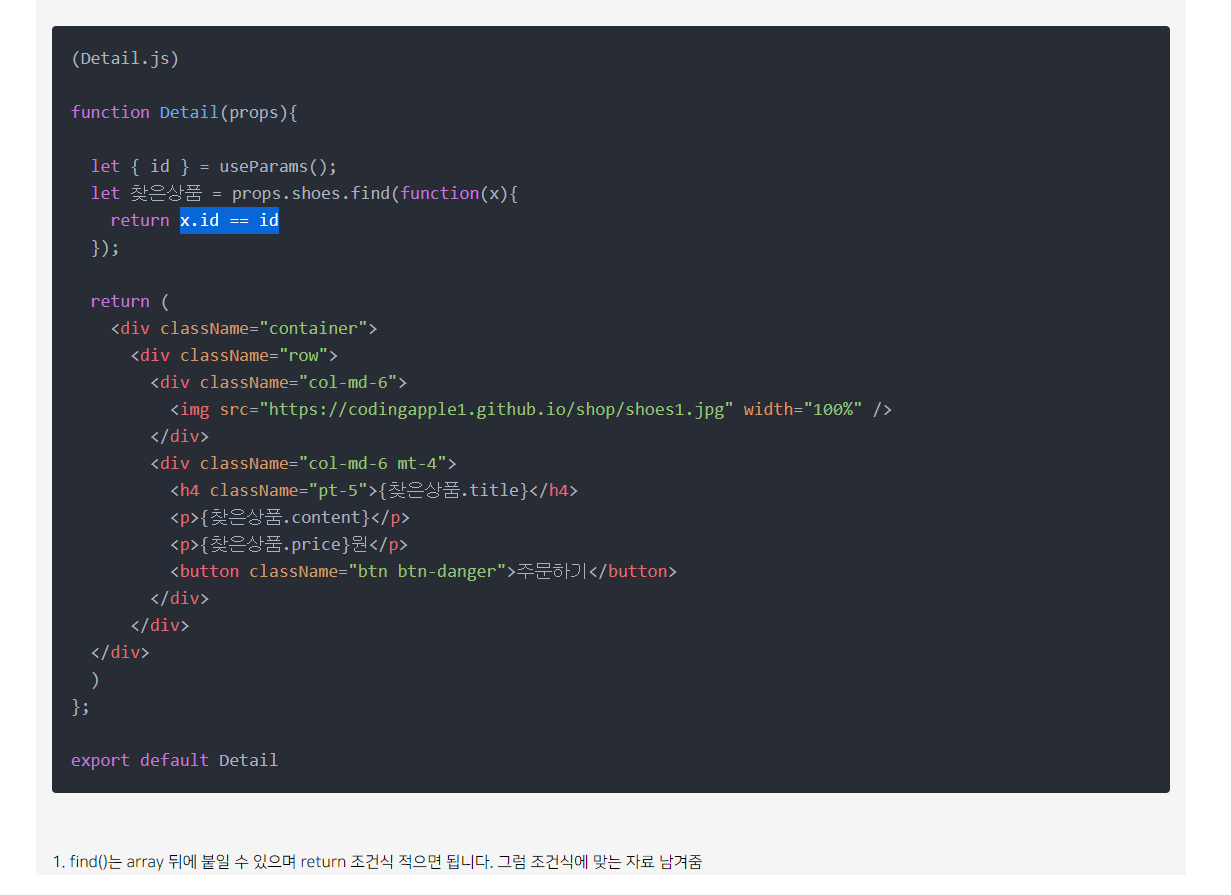 (Detail.js)
function Detail(props){
let { id } = useParams();
let 찾은상품 = props.shoes.find(function(x){
return x.id == id
});
return (
<div className="container">
<div className="row">
<div className="col-md-6">
<img src="https://codingapple1.github.io/shop/shoes1.jpg" width="100%" />
</div>
<div className="col-md-6 mt-4">
<h4 className="pt-5">{찾은상품.title}</h4>
<p>{찾은상품.content}</p>
<p>{찾은상품.price}원</p>
<button className="btn btn-danger">주문하기</button>
</div>
</div>
</div>
)
};
export default Detail
1. find()는 array 뒤에 붙일 수 있으며 return 조건식 적으면 됩니다. 그럼 조건식에 맞는 자료 남겨줌